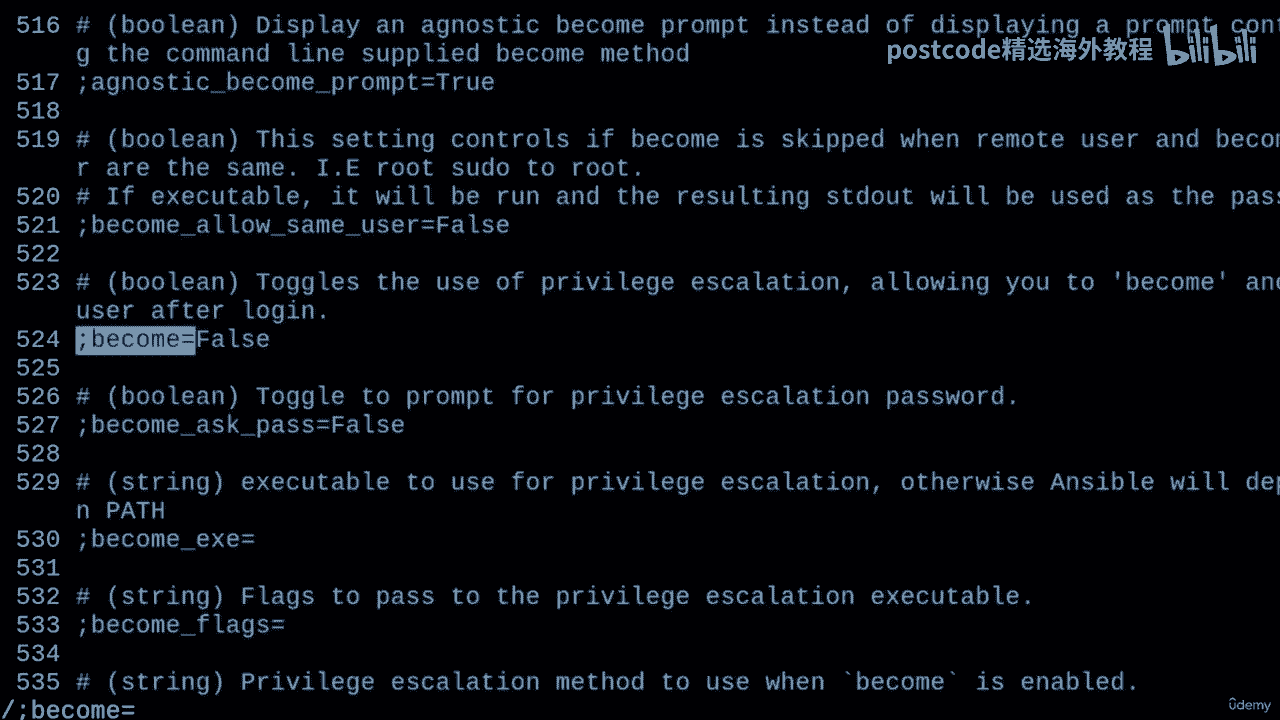 516 # (boolean) Display an agnostic become prompt instead of displaying a prompt
g the command line supplied become method
postcode精选海外教程 bilibili
517 ;agnostic_become_prompt=True
518
519 # (boolean) This setting controls if become is skipped when remote user and
r are the same. I.E root sudo to root.
520 # If executable, it will be run and the resulting stdout will be used as the
521 ;become_allow_same_user=False
522
523 # (boolean) Toggles the use of privilege escalation, allowing you to 'become'
user after login.
524 ;become=False
525
526 # (boolean) Toggle to prompt for privilege escalation password.
527 ;become_ask_pass=False
528
529 # (string) executable to use for privilege escalation, otherwise Ansible will
n PATH
530 ;become_exe=
531
532 # (string) Flags to pass to the privilege escalation executable.
533 ;become_flags=
534
535 # (string) Privilege escalation method to use when `become` is enabled.
/;become=
ûdemy